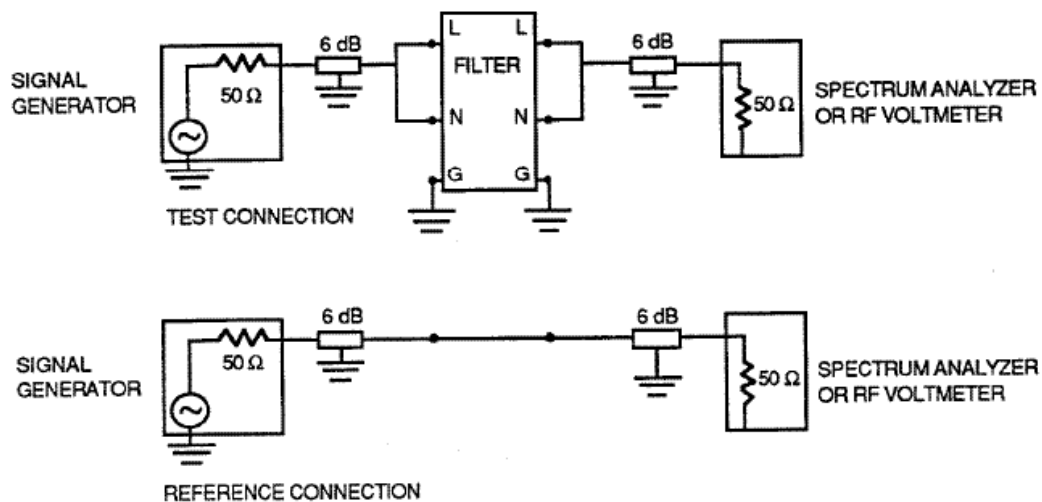 6 dB
L
L
6 dB
SIGNAL
GENERATOR
50 Ω
FILTER
50 Ω
SPECTRUM ANALYZER
OR RF VOLTMETER
N
N
G
G
TEST CONNECTION
6 dB
6 dB
SIGNAL
GENERATOR
50 Ω
50 Ω
SPECTRUM ANALYZER
OR RF VOLTMETER
REFERENCE CONNECTION